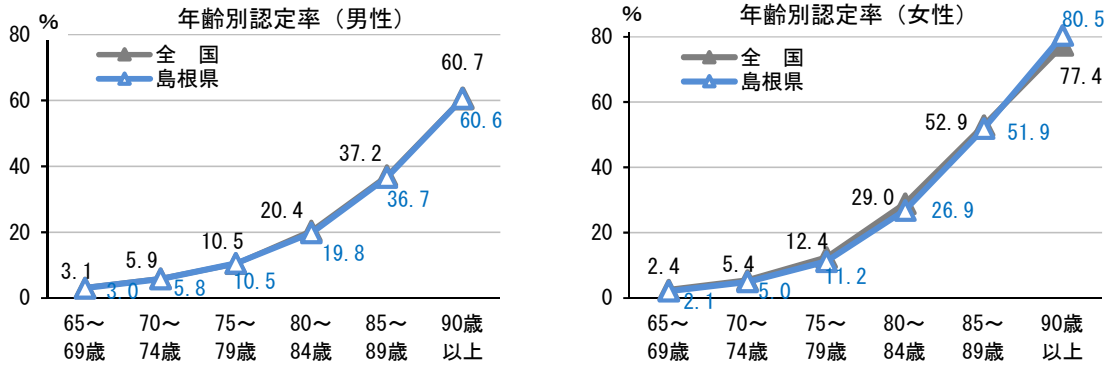 年齢別認定率（男性）
%
80
60
40
20
0
全　国
島根県
3.1
5.9
10.5
20.4
37.2
60.7
3.0
5.8
10.5
19.8
36.7
60.6
65～
69歳
70～
74歳
75～
79歳
80～
84歳
85～
89歳
90歳
以上
年齢別認定率（女性）
%
80
60
40
20
0
全　国
島根県
2.4
5.4
12.4
29.0
52.9
77.4
2.1
5.0
11.2
26.9
51.9
80.5
65～
69歳
70～
74歳
75～
79歳
80～
84歳
85～
89歳
90歳
以上